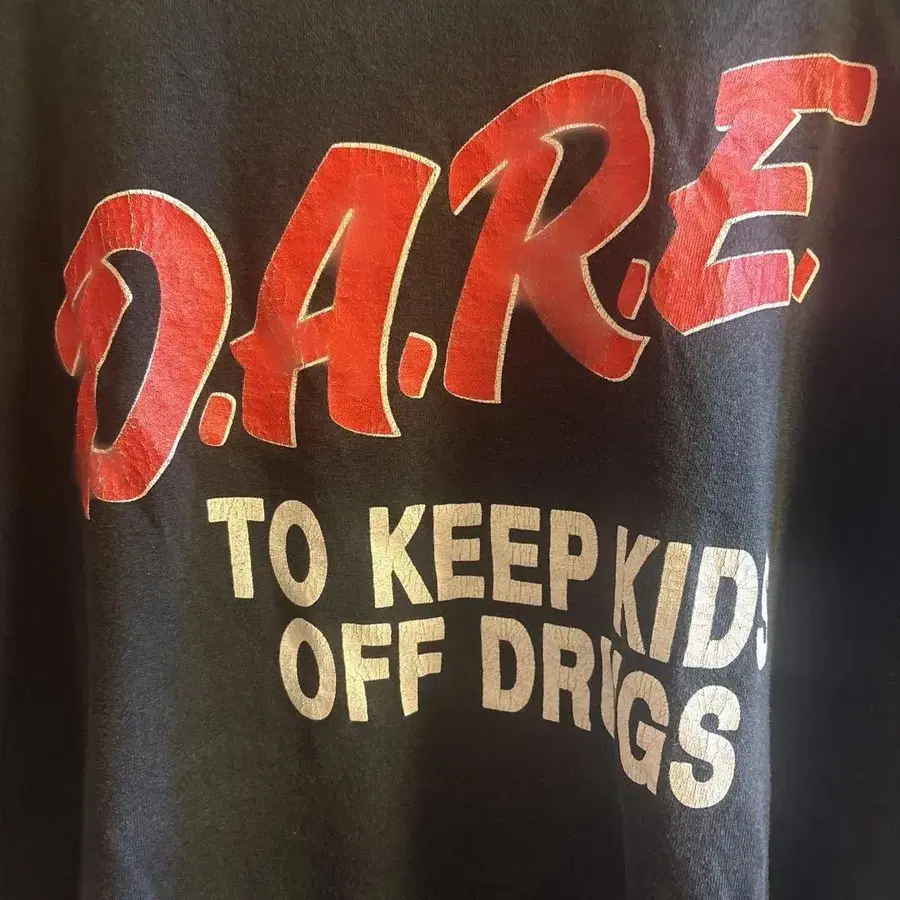 D.A.R.E.
TO KEEP KIDS
OFF DRUGS